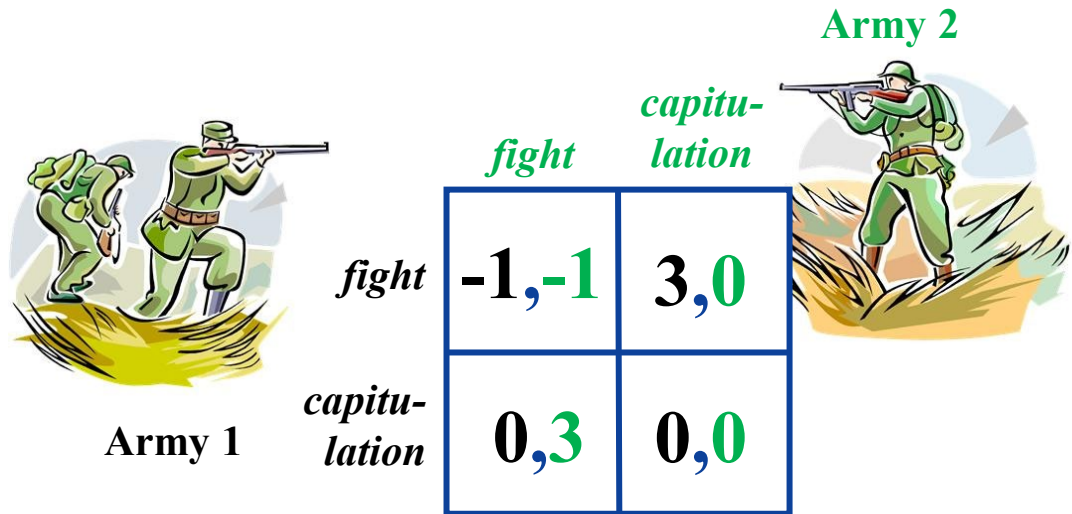 Army 2
fight
capitu-
lation
fight
-1,-1
3,0
capitu-
lation
0,3
0,0
Army 1